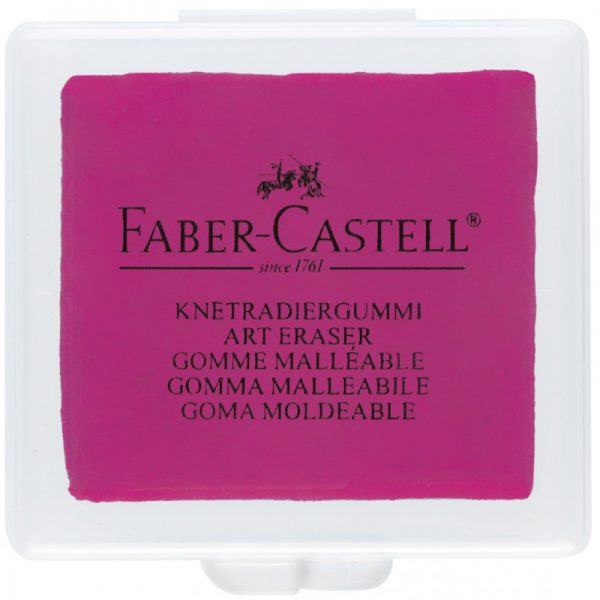 FABER-CASTELL®
since 1761
KNETRADIERGUMMI
ART ERASER
GOMME MALLÉABLE
GOMMA MALLEABILE
GOMA MOLDEABLE